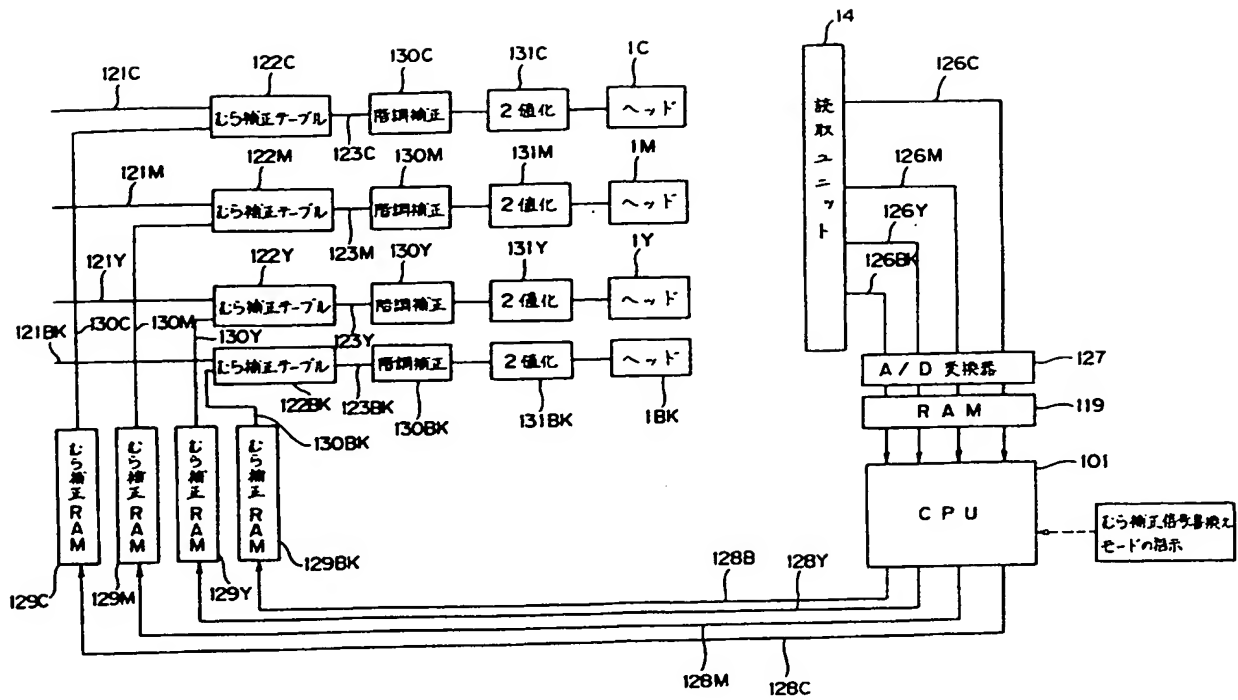 14
121C
122C
130C
131C
1C
126C
むら補正テーブル
階調補正
2値化
ヘッド
123C
読取ユニット
121M
122M
130M
131M
1M
126M
むら補正テーブル
階調補正
2値化
ヘッド
123M
126Y
121Y
122Y
130Y
131Y
1Y
126BK
むら補正テーブル
階調補正
2値化
ヘッド
121BK
130C
130M
130Y
123Y
むら補正テーブル
階調補正
2値化
ヘッド
122BK
123BK
130BK
131BK
1BK
A/D変換器
127
RAM
119
130BK
むら補正RAM
むら補正RAM
むら補正RAM
むら補正RAM
101
CPU
むら補正信号書換え
モードの指示
129C
129M
129Y
129BK
128B
128Y
128M
128C